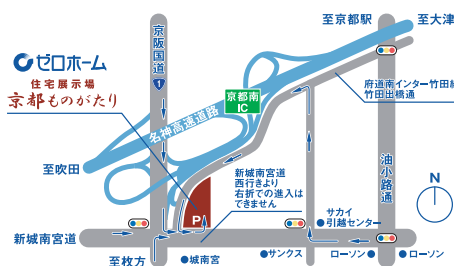 至京都駅
至大津
京阪国道
1
ゼロホーム
住宅展示場
京都ものがたり
京都南
IC
名神高速道路
府道南インター竹田線
竹田出橋通
至吹田
油小路通
新城南宮道
西行きより
右折での進入は
できません
N
P
サカイ
引越センター
新城南宮道
至枚方
城南宮
サンクス
ローソン
ローソン